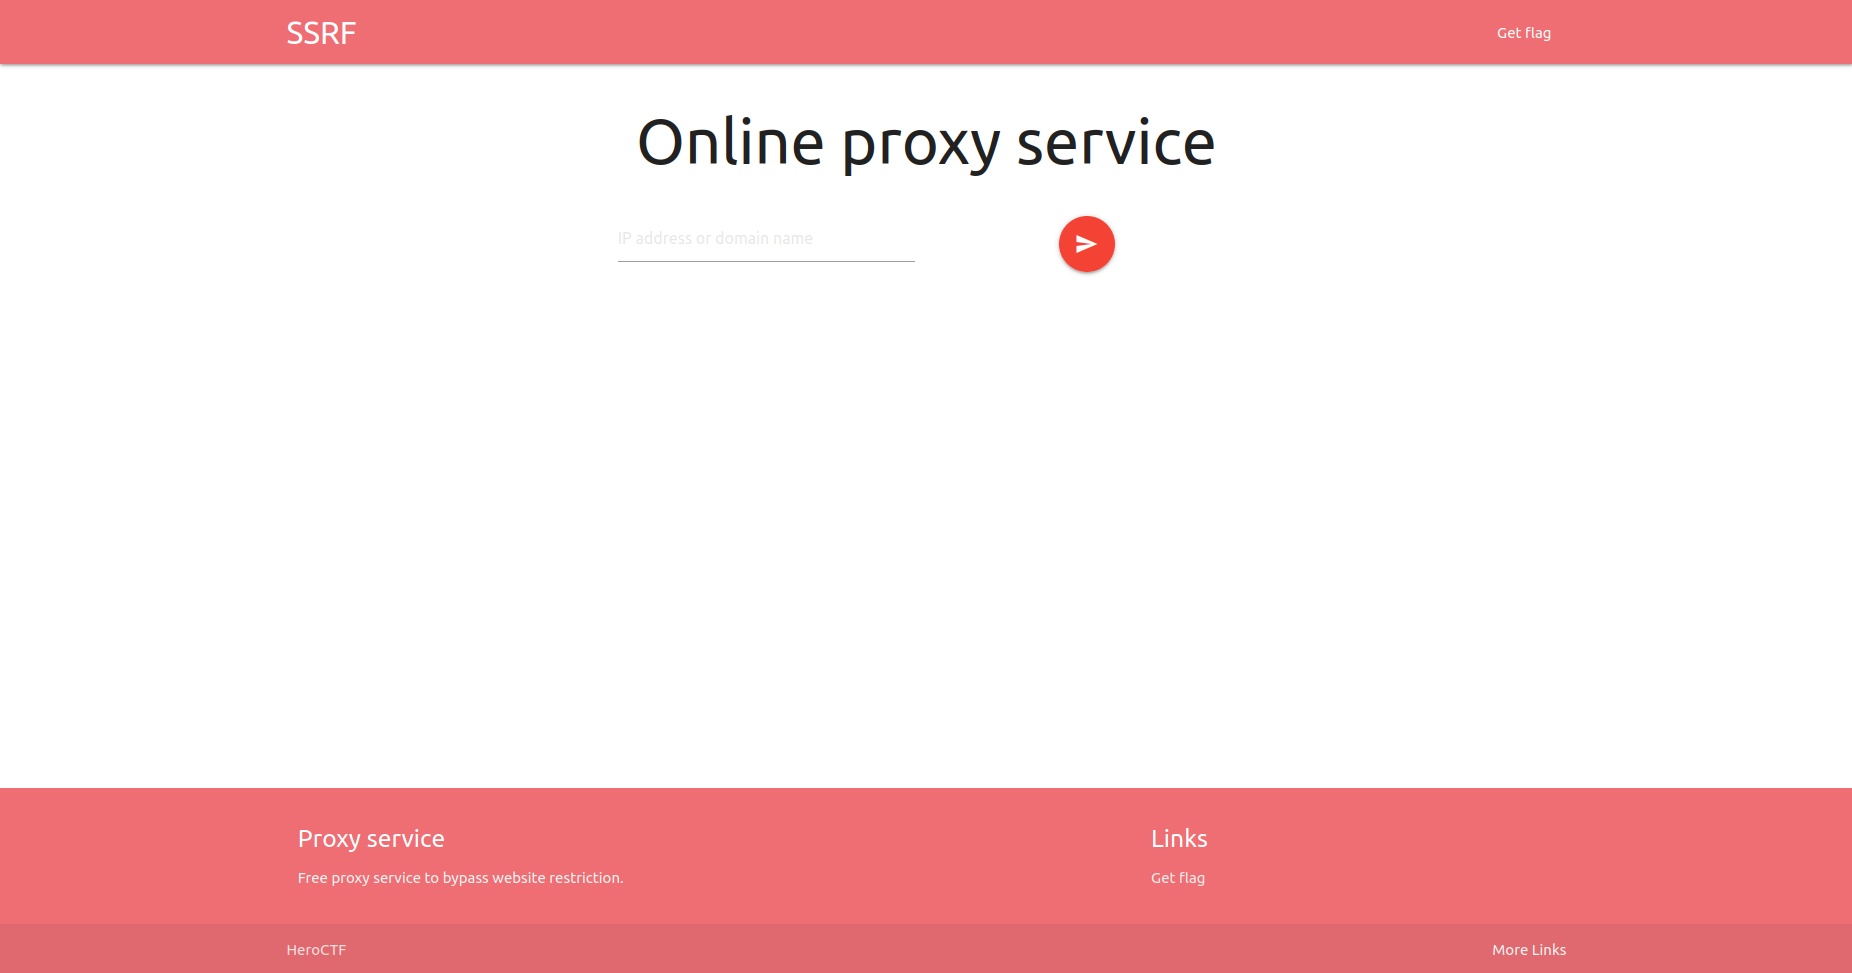 SSRF
Get flag
Online proxy service
IP address or domain name
Proxy service
Links
Free proxy service to bypass website restriction.
Get flag
HeroCTF
More Links